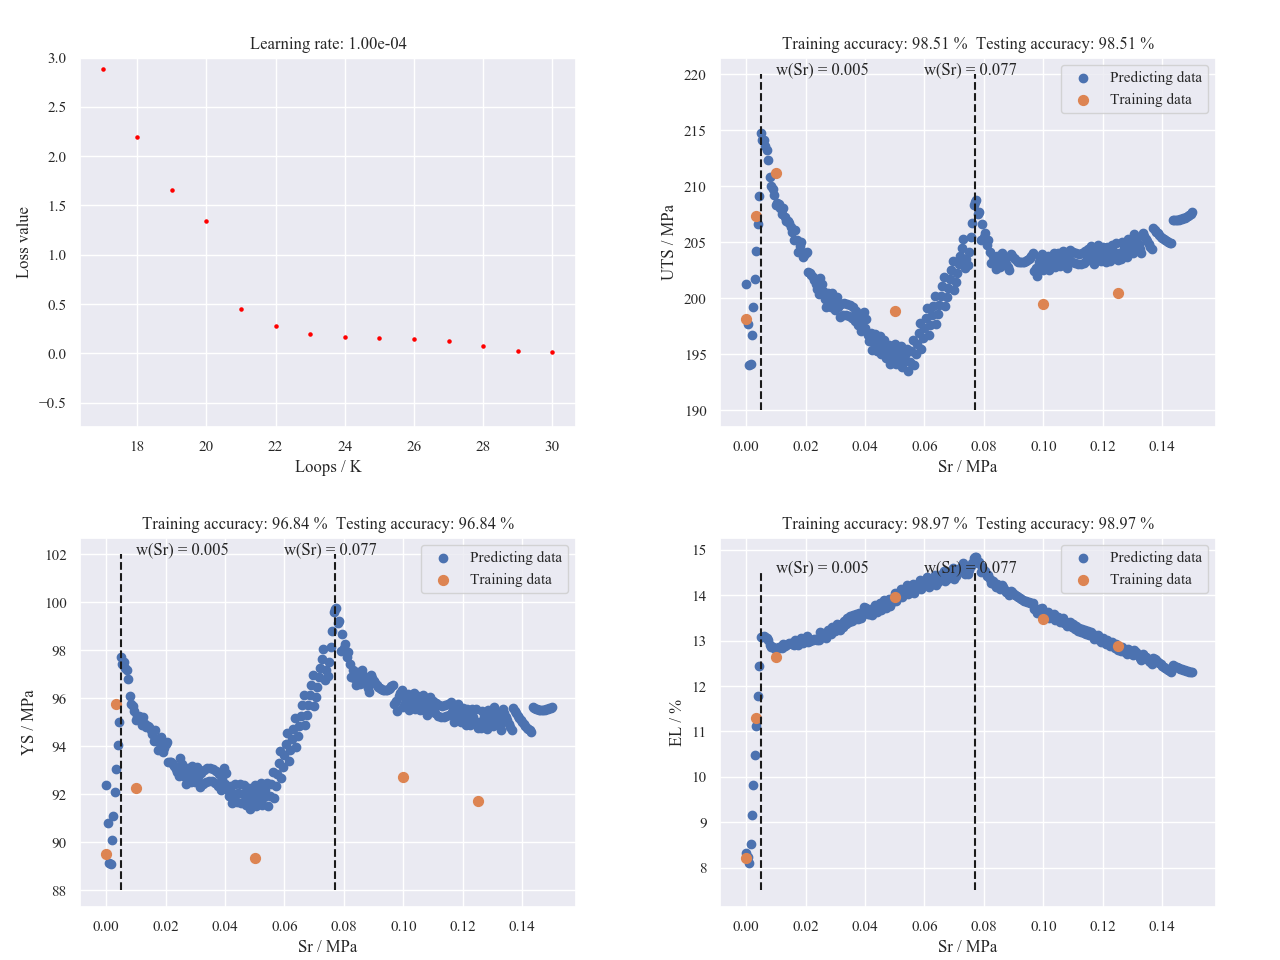 Learning rate: 1.00e-04
3.0
2.5
2.0
1.5
1.0
0.5
0.0
−0.5
Loss value
18 20 22 24 26 28 30
Loops / K
Training accuracy: 98.51 % Testing accuracy: 98.51 %
w(Sr) = 0.005 w(Sr) = 0.077
Predicting data
Training data
220
215
210
205
200
195
190
UTS / MPa
0.00 0.02 0.04 0.06 0.08 0.10 0.12 0.14
Sr / MPa
Training accuracy: 96.84 % Testing accuracy: 96.84 %
w(Sr) = 0.005 w(Sr) = 0.077
Predicting data
Training data
102
100
98
96
94
92
90
88
YS / MPa
0.00 0.02 0.04 0.06 0.08 0.10 0.12 0.14
Sr / MPa
Training accuracy: 98.97 % Testing accuracy: 98.97 %
Predicting data
Training data
w(Sr) = 0.005 w(Sr) = 0.077
15
14
13
12
11
10
9
8
EL / %
0.00 0.02 0.04 0.06 0.08 0.10 0.12 0.14
Sr / MPa